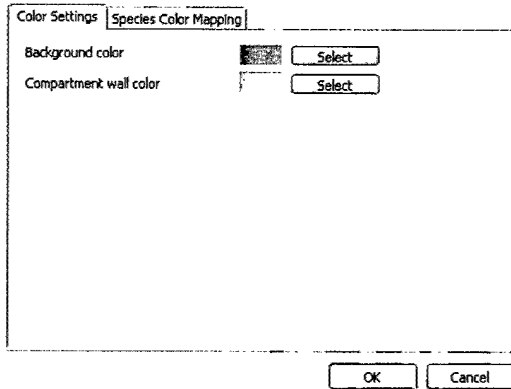 Color Settings Species Color Mapping
Background color Select
Compartment wall color Select
OK Cancel